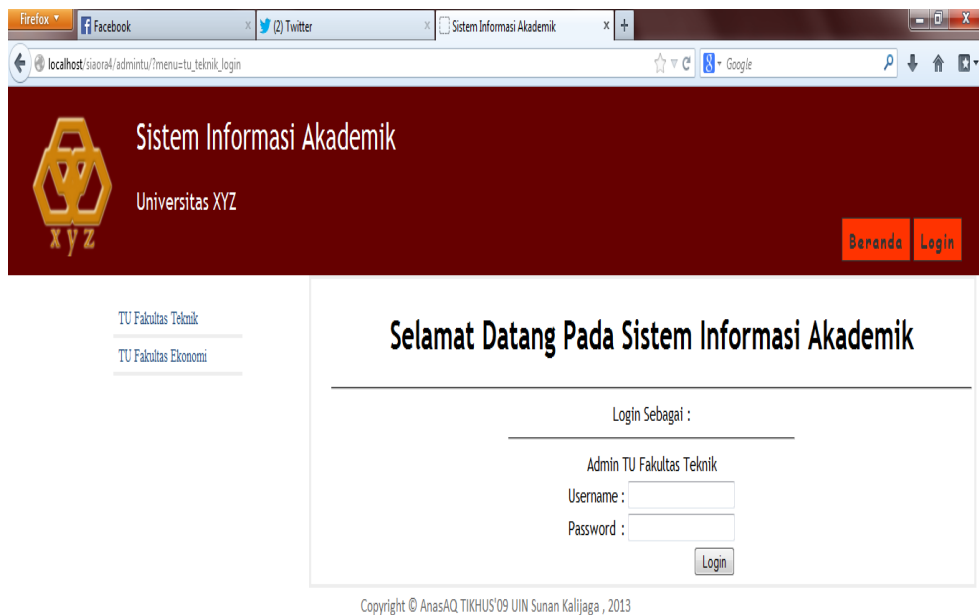 Firefox
Facebook
(2) Twitter
Sistem Informasi Akademik
localhost/siaora4/admintu/?menu=tu_teknik_login
Google
Sistem Informasi Akademik
Universitas XYZ
x y z
Beranda
Login
TU Fakultas Teknik
TU Fakultas Ekonomi
Selamat Datang Pada Sistem Informasi Akademik
Login Sebagai :
Admin TU Fakultas Teknik
Username :
Password :
Login
Copyright © AnasAQ TIKHUS'09 UIN Sunan Kalijaga , 2013